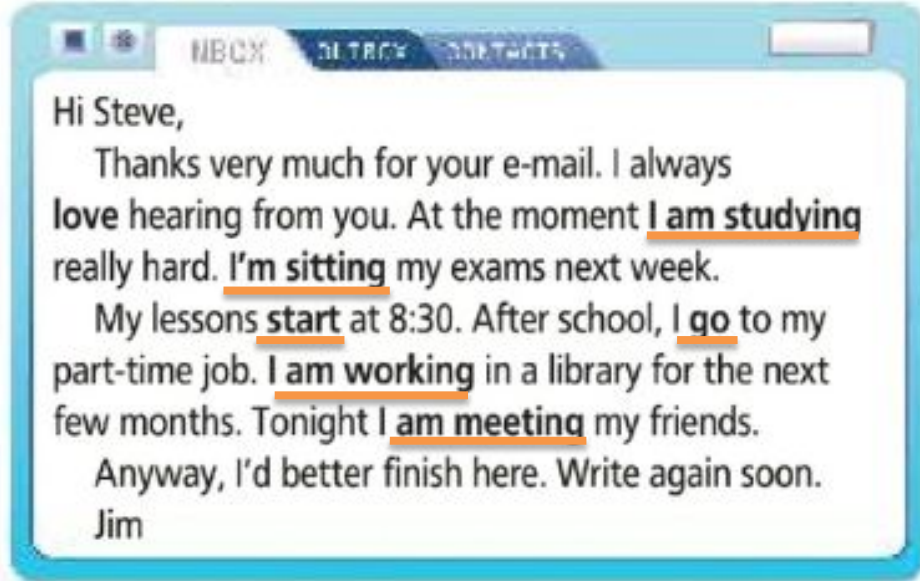 Hi Steve,
Thanks very much for your e-mail. I always
love hearing from you. At the moment I am studying
really hard. I'm sitting my exams next week.
My lessons start at 8:30. After school, I go to my
part-time job. I am working in a library for the next
few months. Tonight I am meeting my friends.
Anyway, I'd better finish here. Write again soon.
Jim